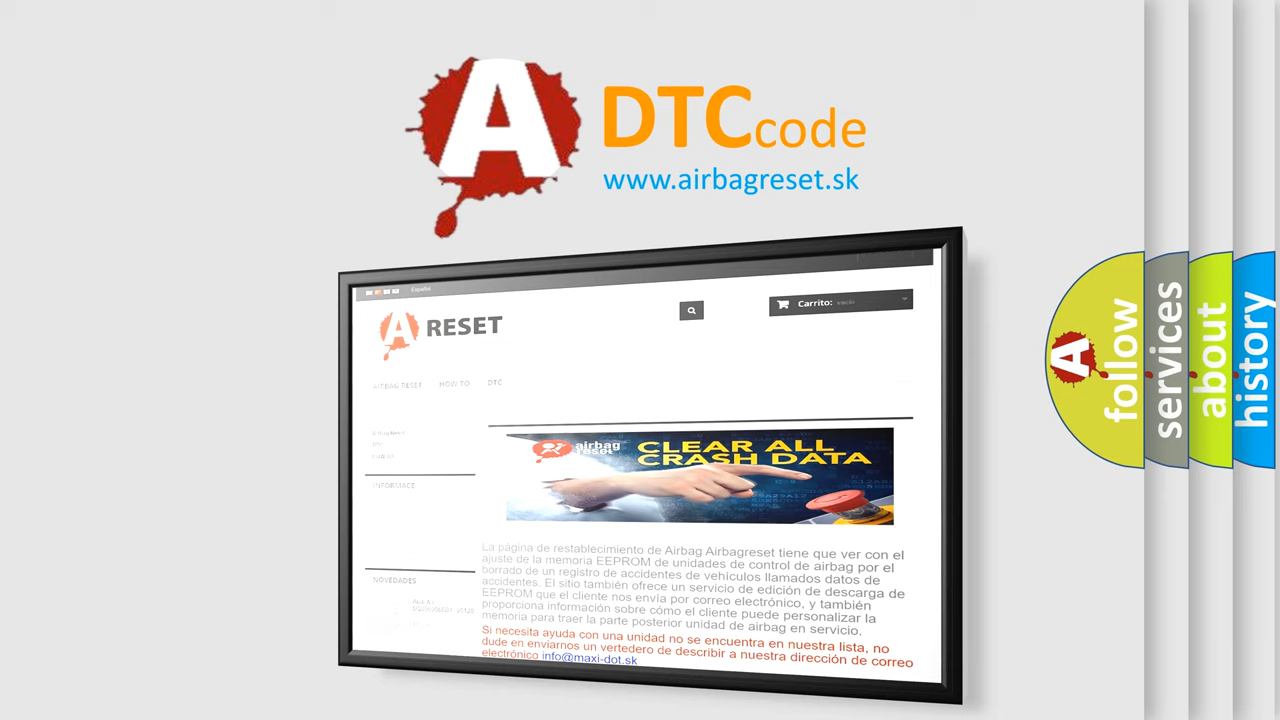 A DTC code
www.airbagreset.sk
Español
A RESET
Carrito: vacío
AIRBAG RESET HOW TO DTC
INFORMACE
NOVEDADES
airbag
reset
CLEAR ALL
CRASH DATA
La página de restablecimiento de Airbag Airbagreset tiene que ver con el
ajuste de la memoria EEPROM de unidades de control de airbag por el
borrado de un registro de accidentes de vehículos llamados datos de
accidentes. El sitio también ofrece un servicio de edición de descarga de
EEPROM que el cliente nos envía por correo electrónico, y también
proporciona información sobre cómo el cliente puede personalizar la
memoria para traer la parte posterior unidad de airbag en servicio.
Si necesita ayuda con una unidad no se encuentra en nuestra lista, no
dude en enviarnos un vertedero de describir a nuestra dirección de correo
electrónico info@maxi-dot.sk
A follow
services
about
history